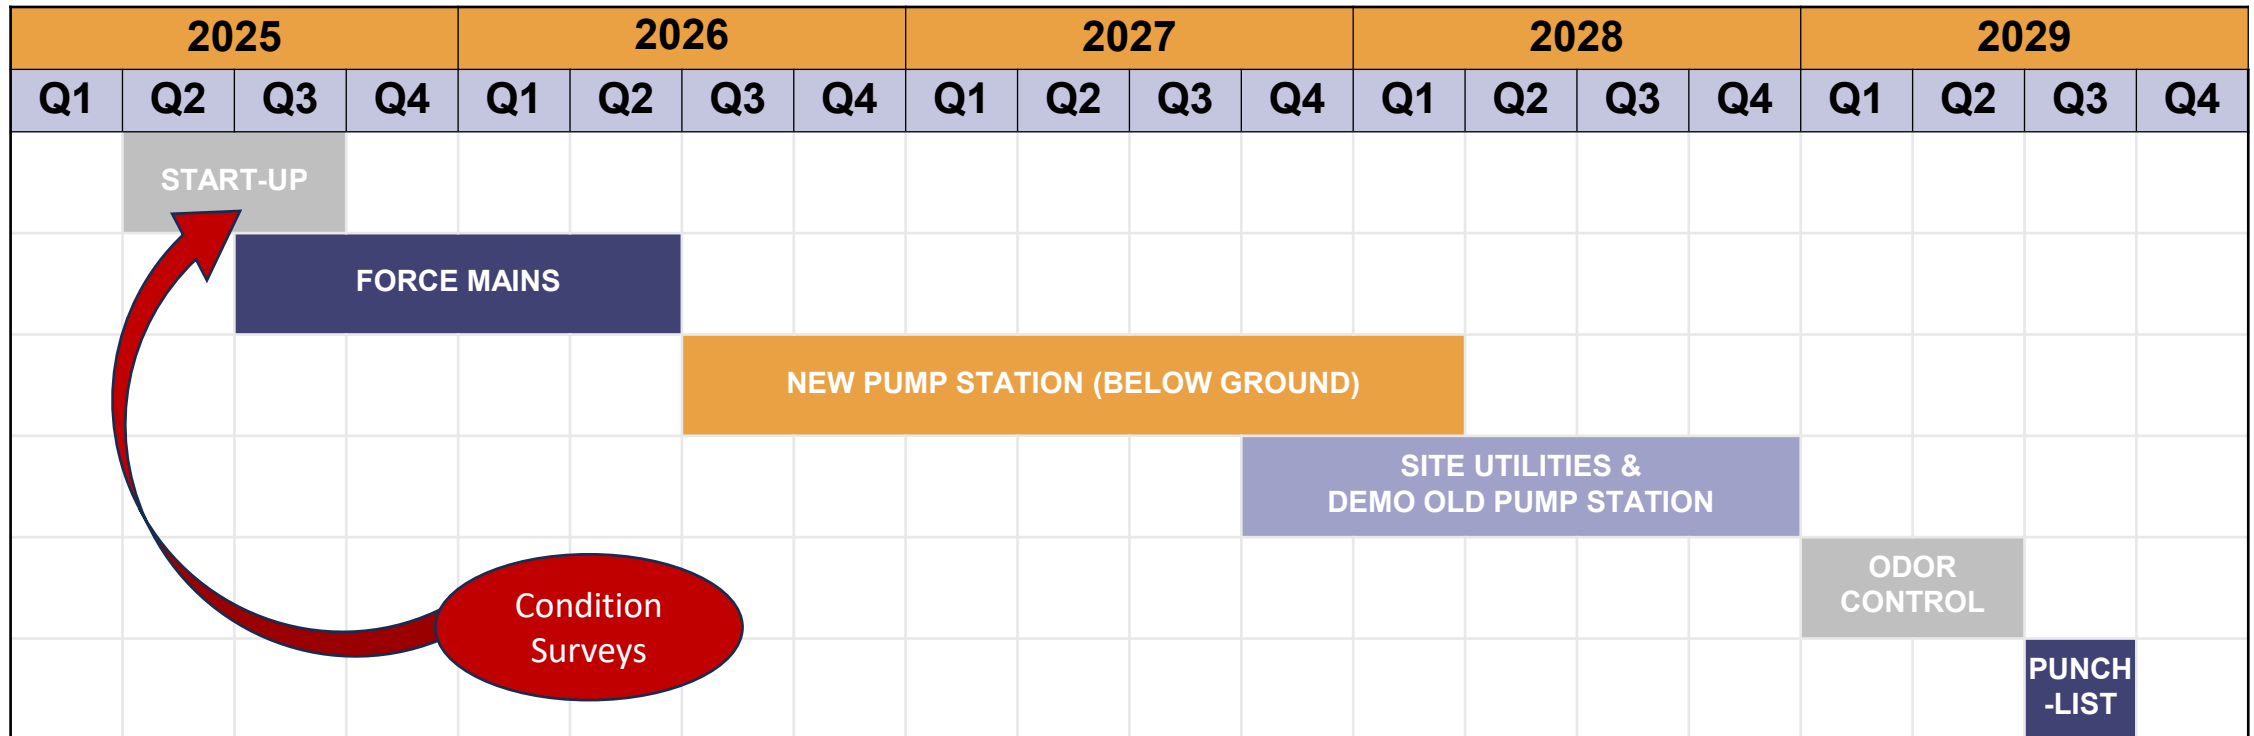 2025 2026 2027 2028 2029
Q1 Q2 Q3 Q4 Q1 Q2 Q3 Q4 Q1 Q2 Q3 Q4 Q1 Q2 Q3 Q4 Q1 Q2 Q3 Q4
START-UP
FORCE MAINS
NEW PUMP STATION (BELOW GROUND)
SITE UTILITIES &
DEMO OLD PUMP STATION
ODOR
CONTROL
Condition
Surveys
PUNCH
-LIST